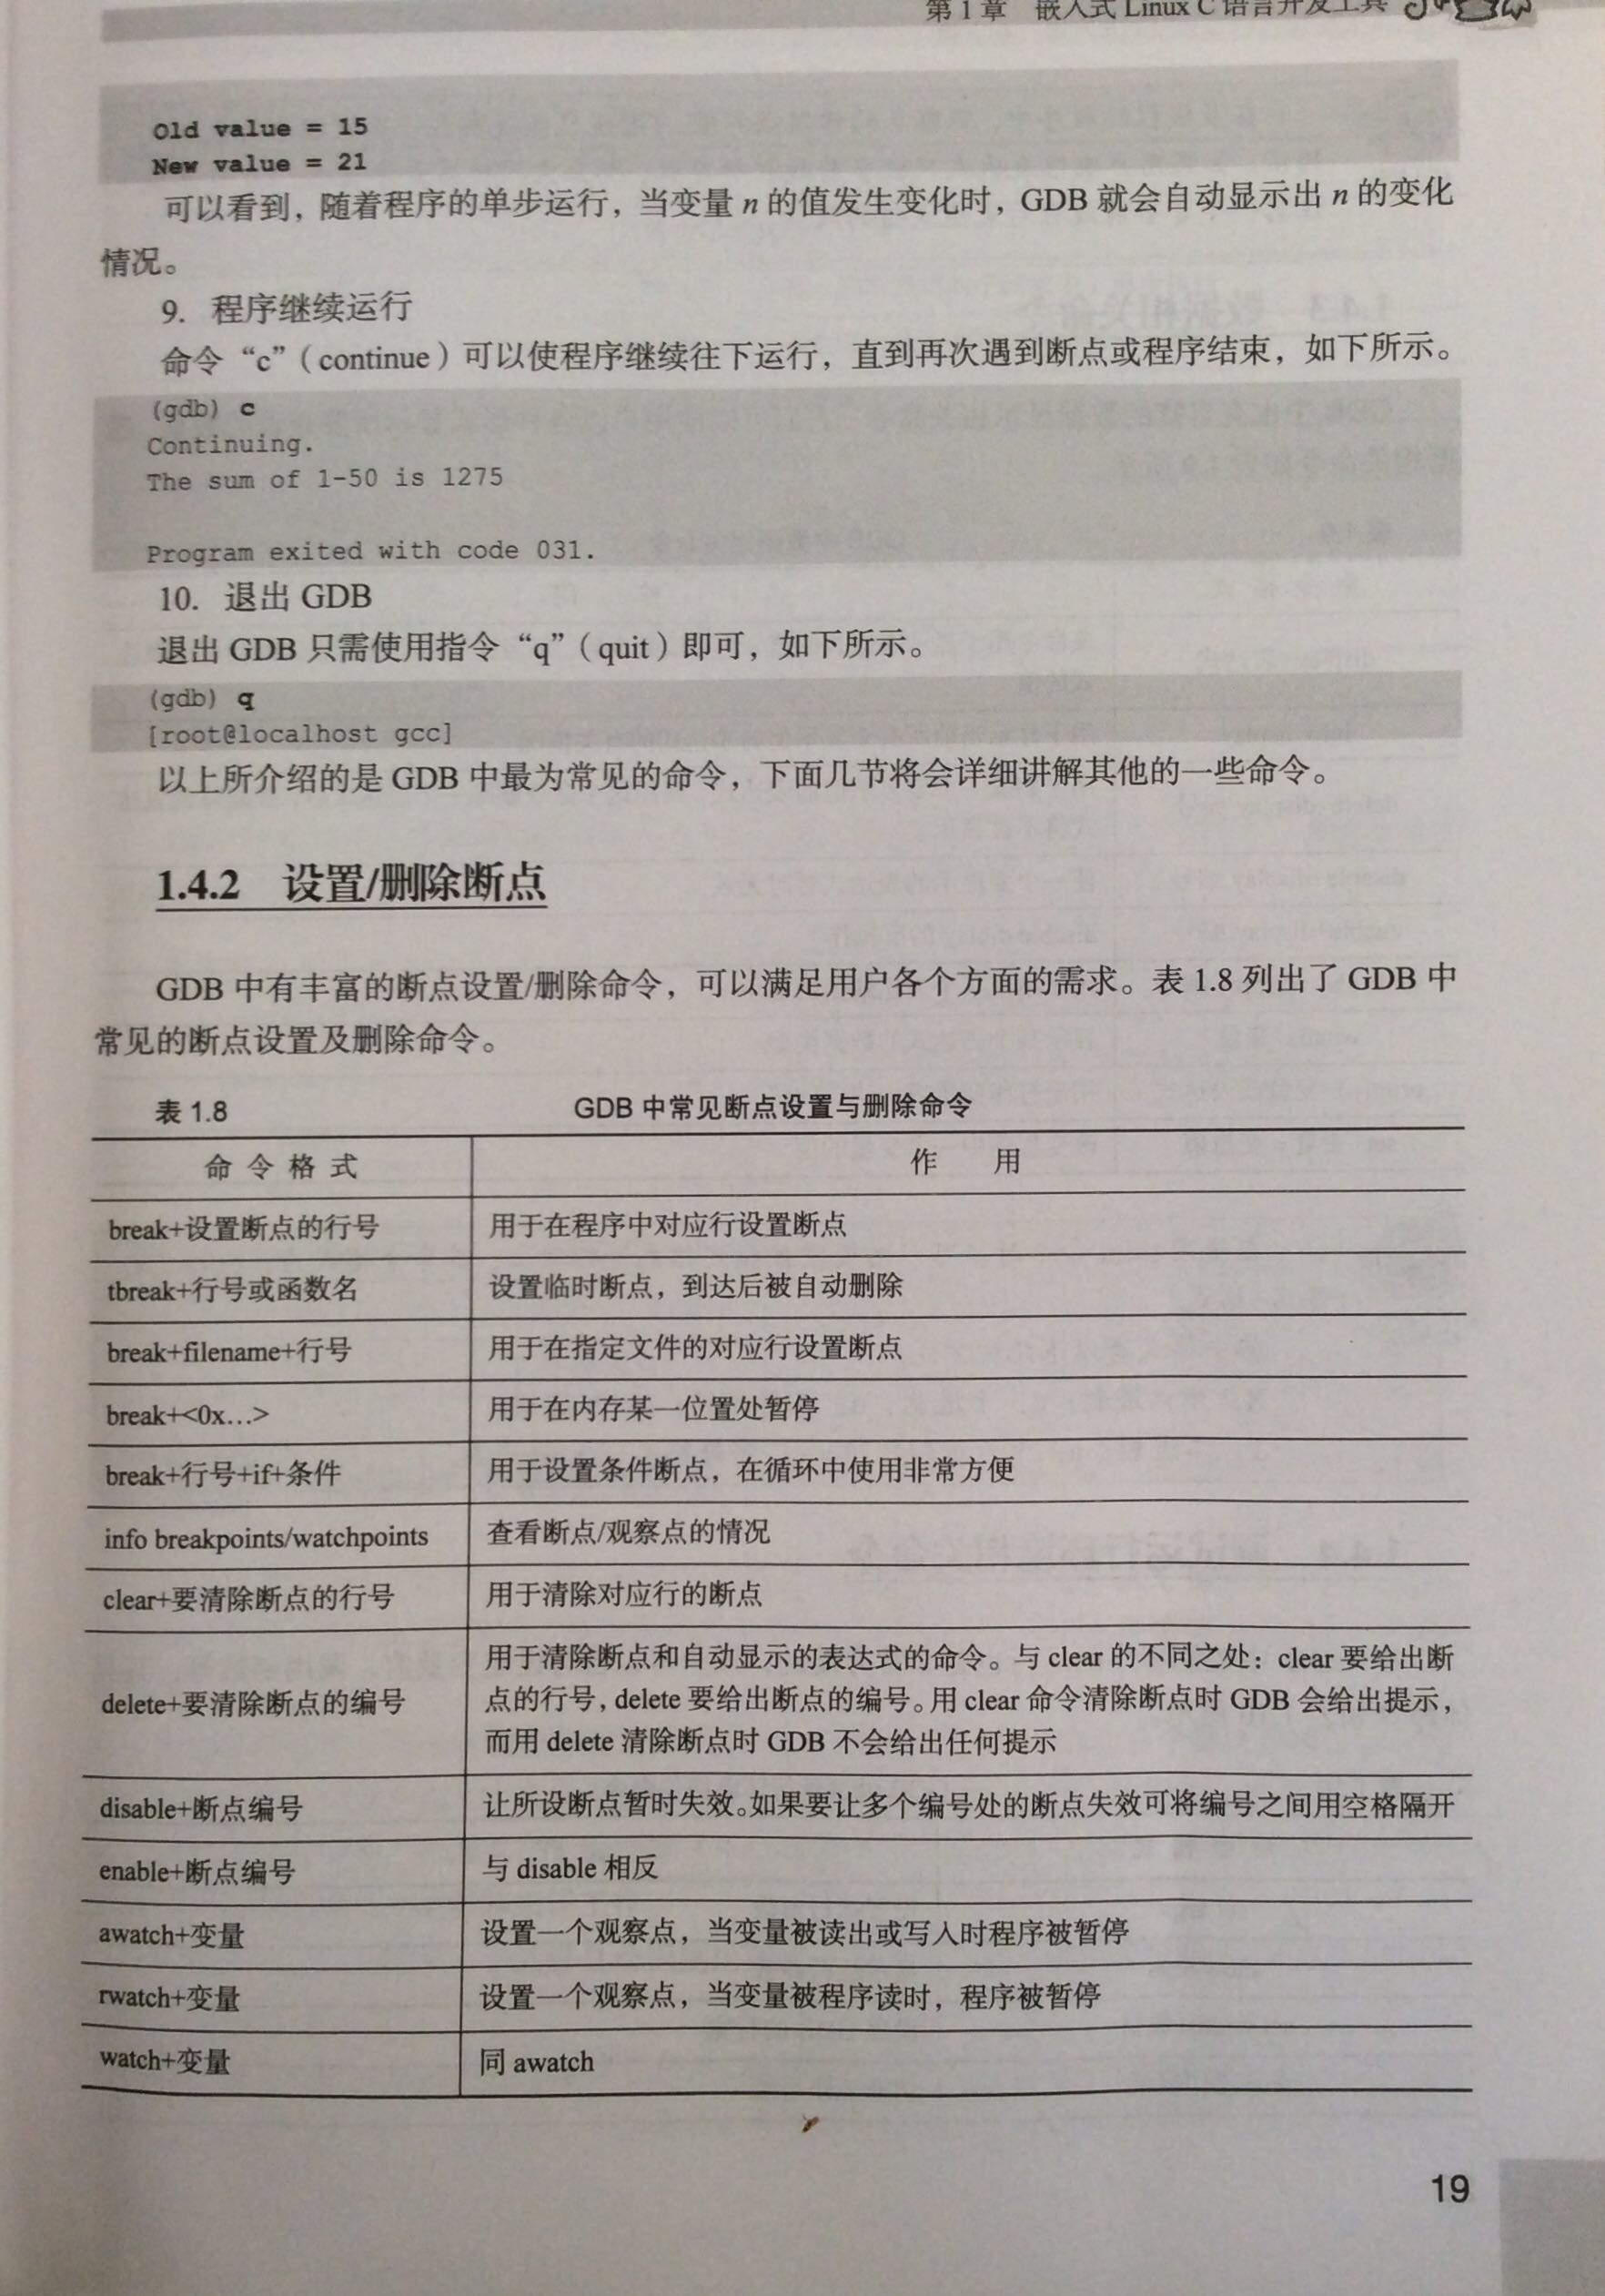 第 1 章 嵌入式 Linux C 语言开发工具
Old value = 15
New value = 21
可以看到，随着程序的单步运行，当变量 n 的值发生变化时，GDB 就会自动显示出 n 的变化
情况。
9. 程序继续运行
命令“c”（continue）可以使程序继续往下运行，直到再次遇到断点或程序结束，如下所示。
(gdb) c
Continuing.
The sum of 1-50 is 1275
Program exited with code 031.
10. 退出 GDB
退出 GDB 只需使用指令“q”（quit）即可，如下所示。
(gdb) q
[root@localhost gcc]
以上所介绍的是 GDB 中最为常见的命令，下面几节将会详细讲解其他的一些命令。
1.4.2 设置/删除断点
GDB 中有丰富的断点设置/删除命令，可以满足用户各个方面的需求。表 1.8 列出了 GDB 中
常见的断点设置及删除命令。
表 1.8 GDB 中常见断点设置与删除命令
命 令 格 式 作 用
break+设置断点的行号 用于在程序中对应行设置断点
tbreak+行号或函数名 设置临时断点，到达后被自动删除
break+filename+行号 用于在指定文件的对应行设置断点
break+<0x…> 用于在内存某一位置处暂停
break+行号+if+条件 用于设置条件断点，在循环中使用非常方便
info breakpoints/watchpoints 查看断点/观察点的情况
clear+要清除断点的行号 用于清除对应行的断点
delete+要清除断点的编号 用于清除断点和自动显示的表达式的命令。与 clear 的不同之处：clear 要给出断
点的行号，delete 要给出断点的编号。用 clear 命令清除断点时 GDB 会给出提示，
而用 delete 清除断点时 GDB 不会给出任何提示
disable+断点编号 让所设断点暂时失效。如果要让多个编号处的断点失效可将编号之间用空格隔开
enable+断点编号 与 disable 相反
awatch+变量 设置一个观察点，当变量被读出或写入时程序被暂停
rwatch+变量 设置一个观察点，当变量被程序读时，程序被暂停
watch+变量 同 awatch
19